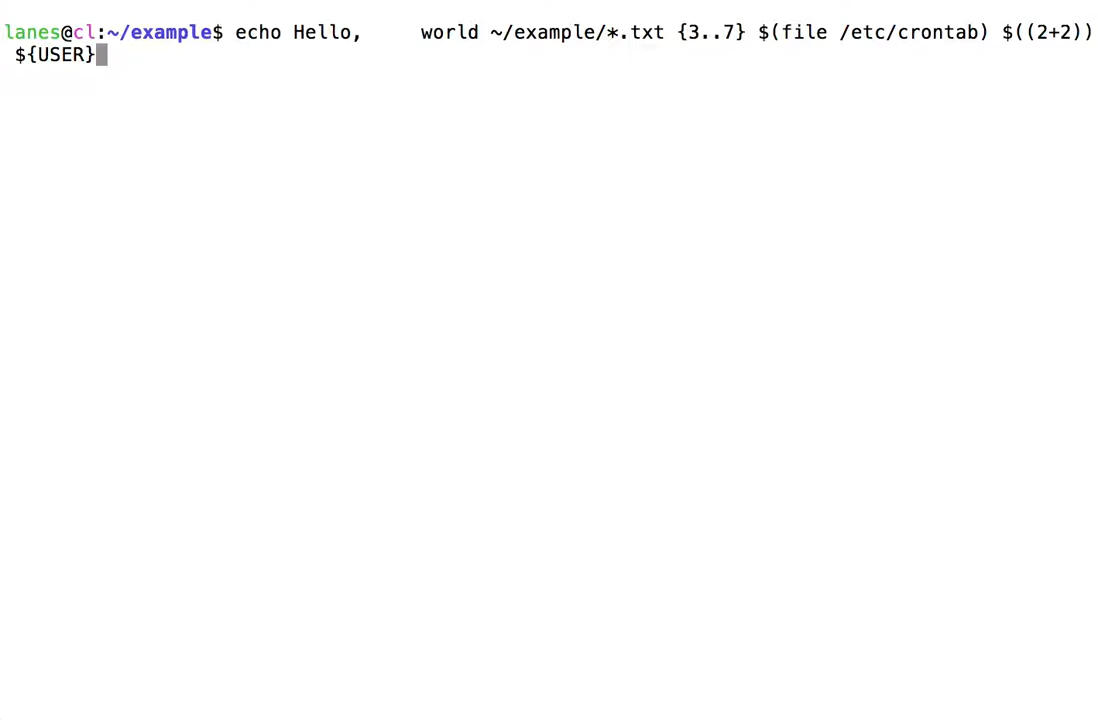 lanes@cl:~/example$ echo Hello,      world ~/example/*.txt {3..7} $(file /etc/crontab) $((2+2))
 ${USER}